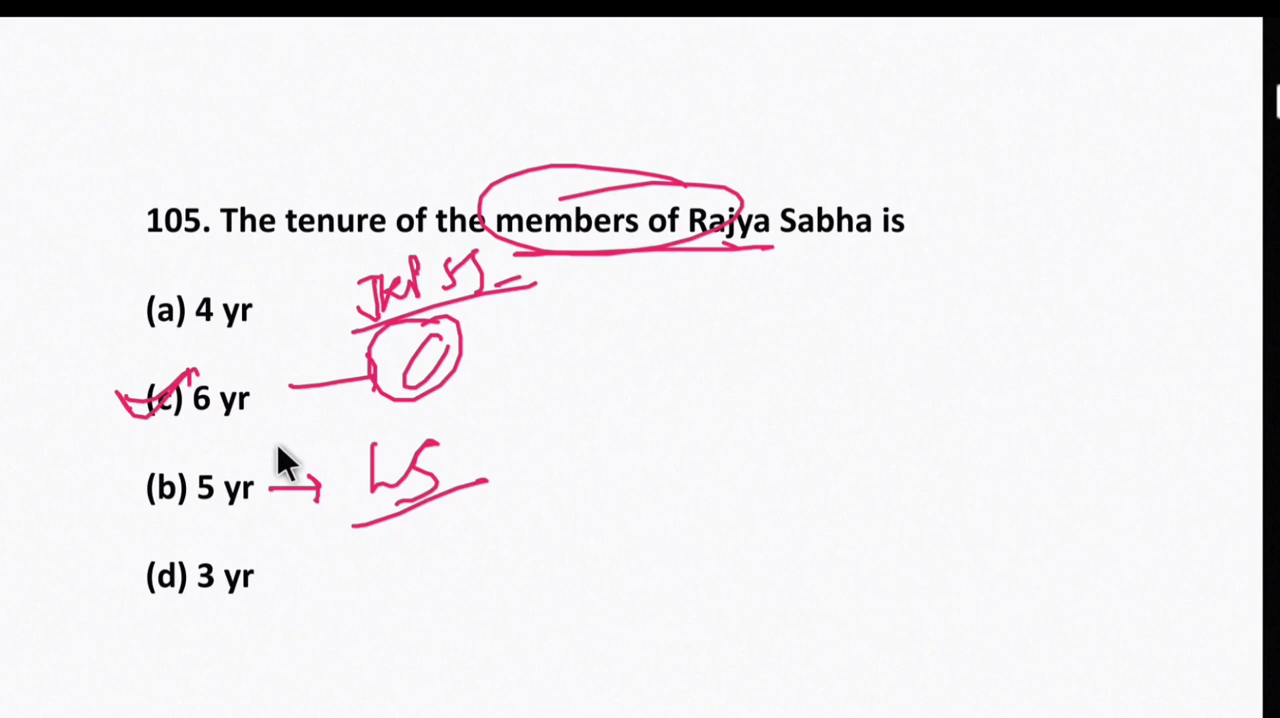 105. The tenure of the members of Rajya Sabha is
(a) 4 yr
(c) 6 yr
(b) 5 yr
LS
(d) 3 yr